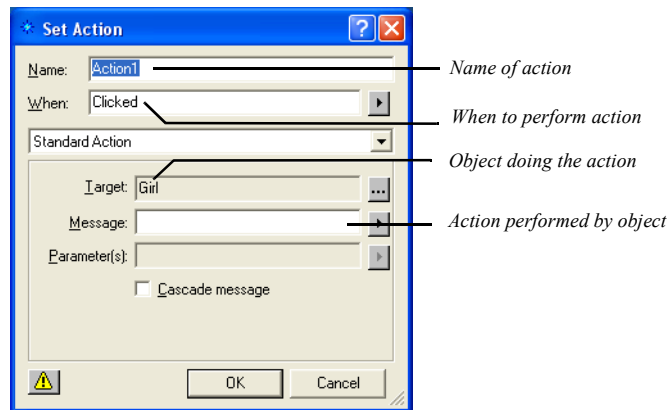 Set Action
Name: Action1
Name of action
When: Clicked
When to perform action
Standard Action
Object doing the action
Target: Girl ...
Message:
Action performed by object
Parameter(s):
Cascade message
OK Cancel